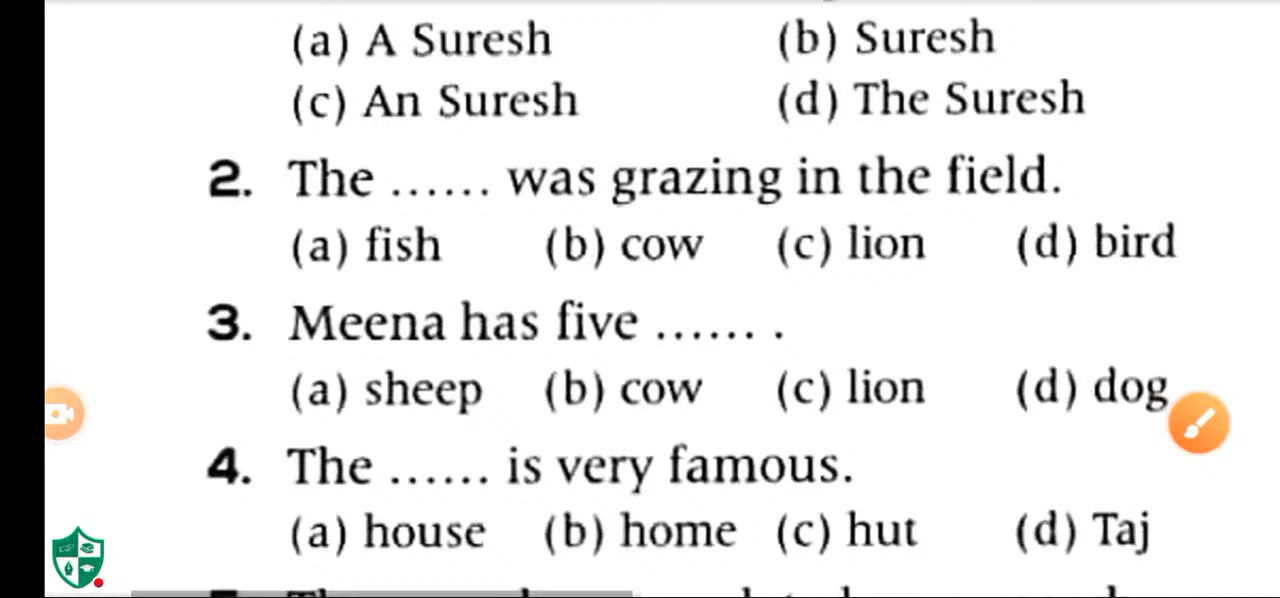 (a) A Suresh (b) Suresh
(c) An Suresh (d) The Suresh
2. The ...... was grazing in the field.
(a) fish (b) cow (c) lion (d) bird
3. Meena has five ...... .
(a) sheep (b) cow (c) lion (d) dog
4. The ...... is very famous.
(a) house (b) home (c) hut (d) Taj